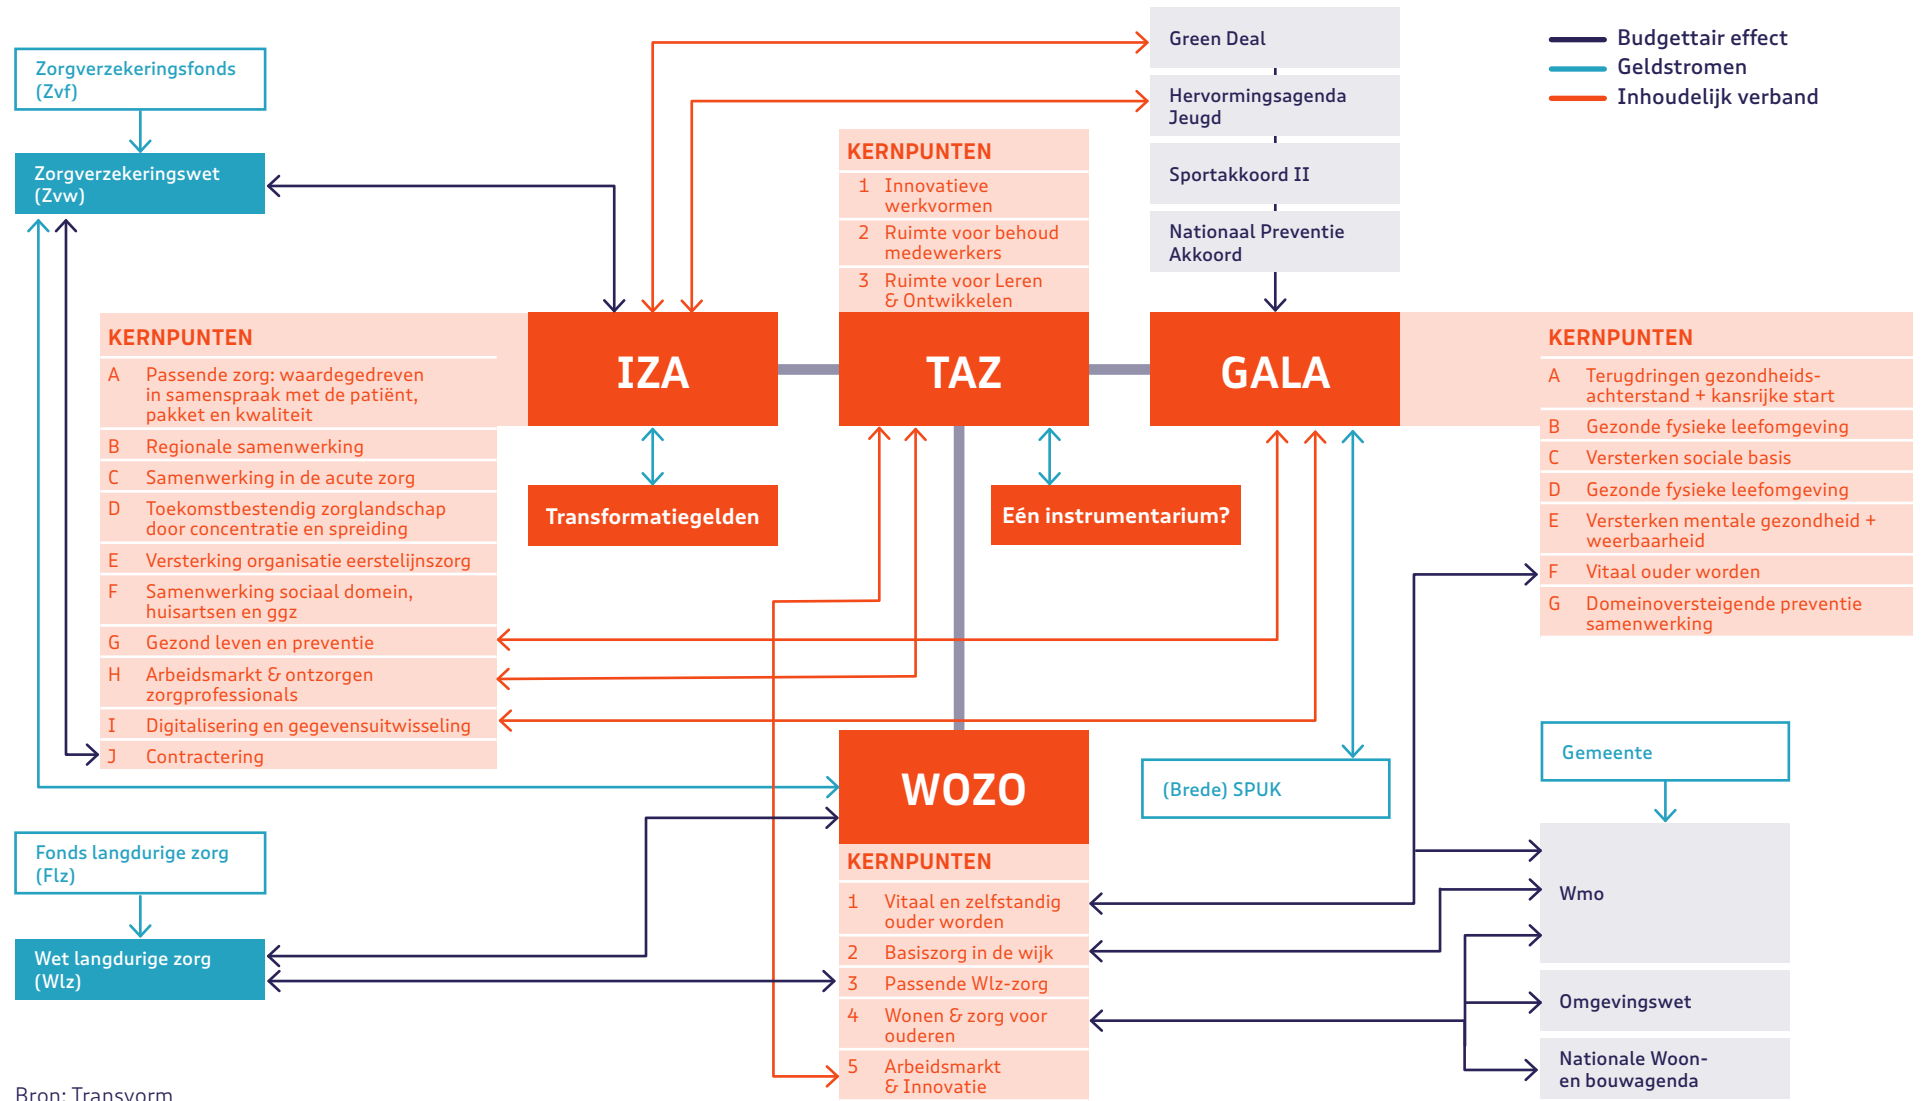 Zorgverzekeringsfonds
(Zvf)
Zorgverzekeringswet
(Zvw)
Green Deal
Hervormingsagenda
Jeugd
Sportakkoord II
Nationaal Preventie
Akkoord
Budgettair effect
Geldstromen
Inhoudelijk verband
KERNPUNTEN
1 Innovatieve
werkvormen
2 Ruimte voor behoud
medewerkers
3 Ruimte voor Leren
& Ontwikkelen
IZA
TAZ
GALA
KERNPUNTEN
A Passende zorg: waardegedreven
in samenspraak met de patiënt,
pakket en kwaliteit
B Regionale samenwerking
C Samenwerking in de acute zorg
D Toekomstbestendig zorglandschap
door concentratie en spreiding
E Versterking organisatie eerstelijnszorg
F Samenwerking sociaal domein,
huisartsen en ggz
G Gezond leven en preventie
H Arbeidsmarkt & ontzorgen
zorgprofessionals
I Digitalisering en gegevensuitwisseling
J Contractering
Transformatiegelden
Eén instrumentarium?
KERNPUNTEN
A Terugdringen gezondheids-
achterstand + kansrijke start
B Gezonde fysieke leefomgeving
C Versterken sociale basis
D Gezonde fysieke leefomgeving
E Versterken mentale gezondheid +
weerbaarheid
F Vitaal ouder worden
G Domeinoversteigende preventie
samenwerking
WOZO
(Brede) SPUK
Gemeente
Fonds langdurige zorg
(Flz)
Wet langdurige zorg
(Wlz)
KERNPUNTEN
1 Vitaal en zelfstandig
ouder worden
2 Basiszorg in de wijk
3 Passende Wlz-zorg
4 Wonen & zorg voor
ouderen
5 Arbeidsmarkt
& Innovatie
Wmo
Omgevingswet
Nationale Woon-
en bouwagenda
Bron: Transvorm